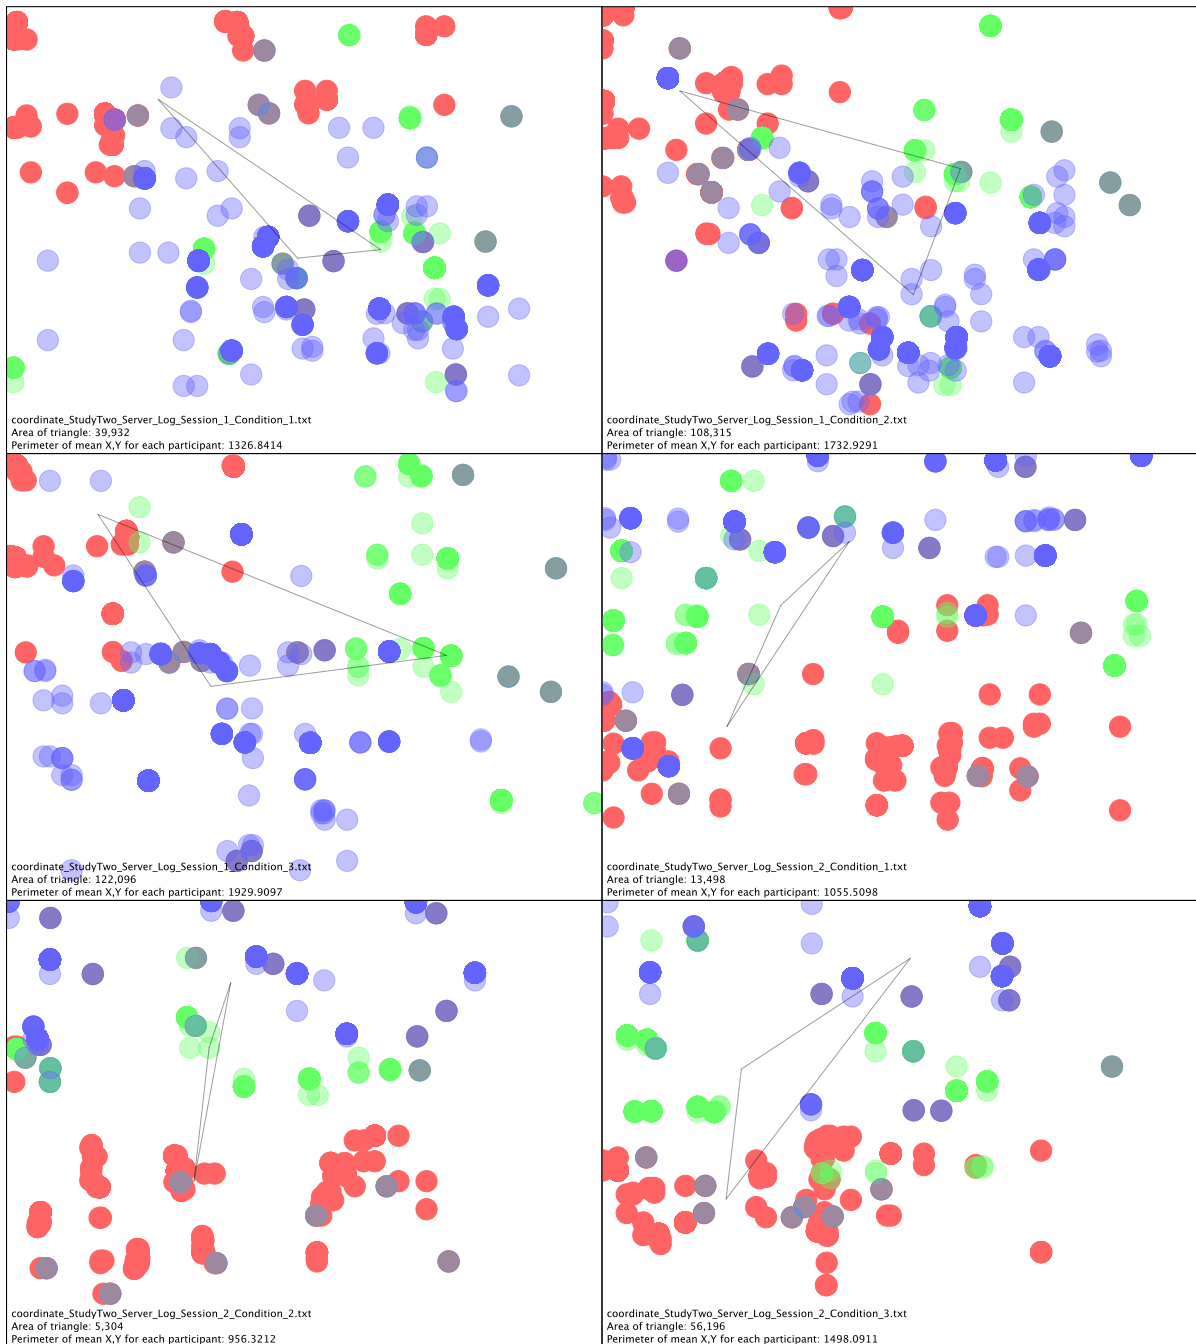 coordinate_StudyTwo_Server_Log_Session_1_Condition_1.txt
Area of triangle: 39,932
Perimeter of mean X,Y for each participant: 1326.8414
coordinate_StudyTwo_Server_Log_Session_1_Condition_2.txt
Area of triangle: 108,315
Perimeter of mean X,Y for each participant: 1732.9291
coordinate_StudyTwo_Server_Log_Session_1_Condition_3.txt
Area of triangle: 122,096
Perimeter of mean X,Y for each participant: 1929.9097
coordinate_StudyTwo_Server_Log_Session_2_Condition_1.txt
Area of triangle: 13,498
Perimeter of mean X,Y for each participant: 1055.5098
coordinate_StudyTwo_Server_Log_Session_2_Condition_2.txt
Area of triangle: 5,304
Perimeter of mean X,Y for each participant: 956.3212
coordinate_StudyTwo_Server_Log_Session_2_Condition_3.txt
Area of triangle: 56,196
Perimeter of mean X,Y for each participant: 1498.0911